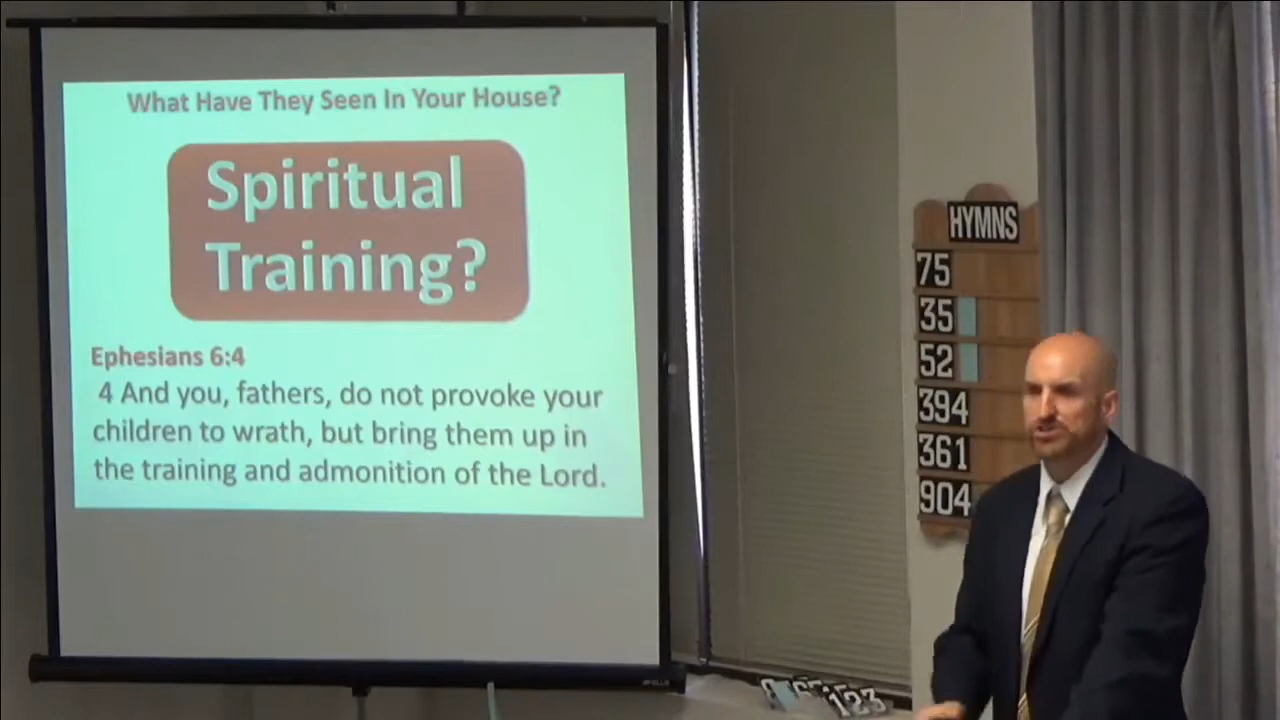 What Have They Seen In Your House?
Spiritual
Training?
Ephesians 6:4
4 And you, fathers, do not provoke your
children to wrath, but bring them up in
the training and admonition of the Lord.
HYMNS
75
35
52
394
361
904
123